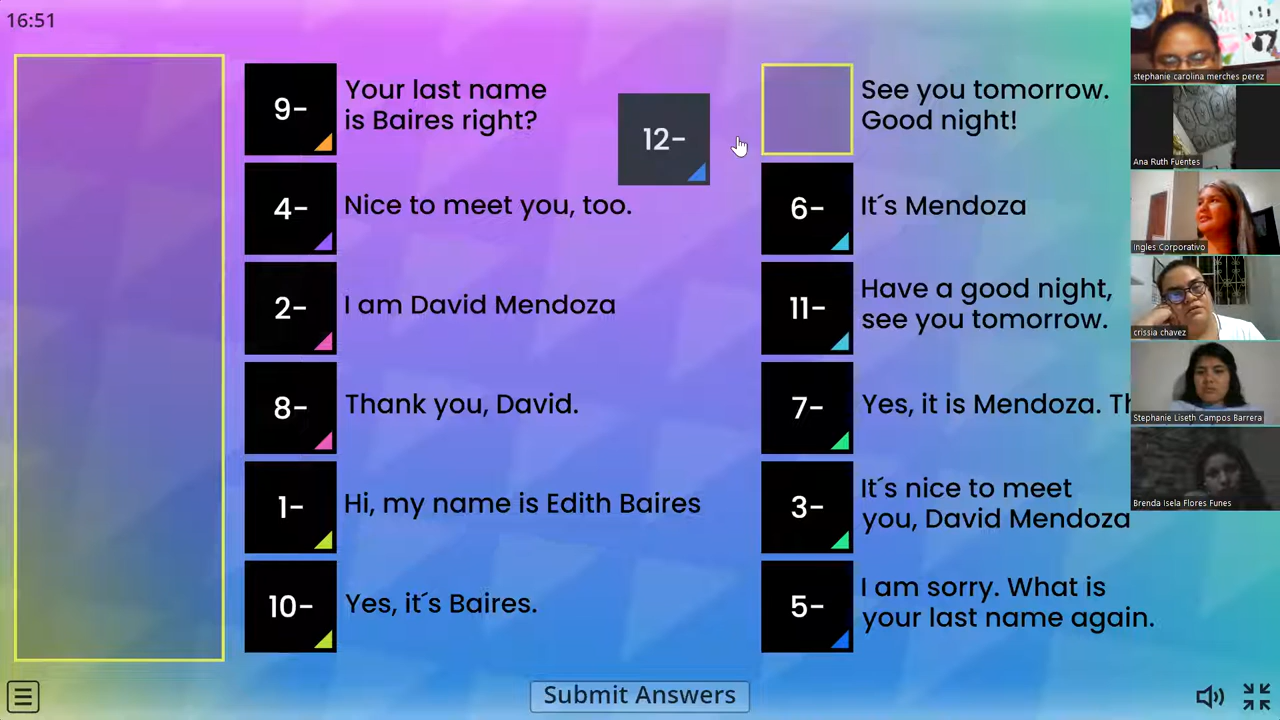 16:51
9-
Your last name
is Baires right?
12-
See you tomorrow.
Good night!
4-
Nice to meet you, too.
6-
It´s Mendoza
2-
I am David Mendoza
11-
Have a good night,
see you tomorrow.
8-
Thank you, David.
7-
Yes, it is Mendoza. Th
1-
Hi, my name is Edith Baires
3-
It´s nice to meet
you, David Mendoza
10-
Yes, it´s Baires.
5-
I am sorry. What is
your last name again.
Submit Answers
stephanie carolina merches perez
Ana Ruth Fuentes
Ingles Corporativo
crissia chavez
Stephanie Liseth Campos Barrera
Brenda Isela Flores Funes